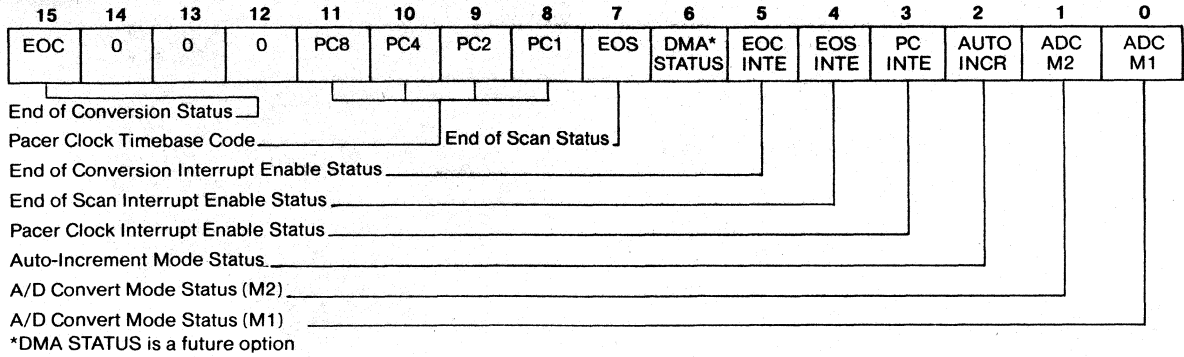 15 14 13 12 11 10 9 8 7 6 5 4 3 2 1 0
EOC 0 0 0 PC8 PC4 PC2 PC1 EOS DMA* STATUS EOC INTE EOS INTE PC INTE AUTO INCR ADC M2 ADC M1
End of Conversion Status
Pacer Clock Timebase Code End of Scan Status
End of Conversion Interrupt Enable Status
End of Scan Interrupt Enable Status
Pacer Clock Interrupt Enable Status
Auto-Increment Mode Status
A/D Convert Mode Status (M2)
A/D Convert Mode Status (M1)
*DMA STATUS is a future option